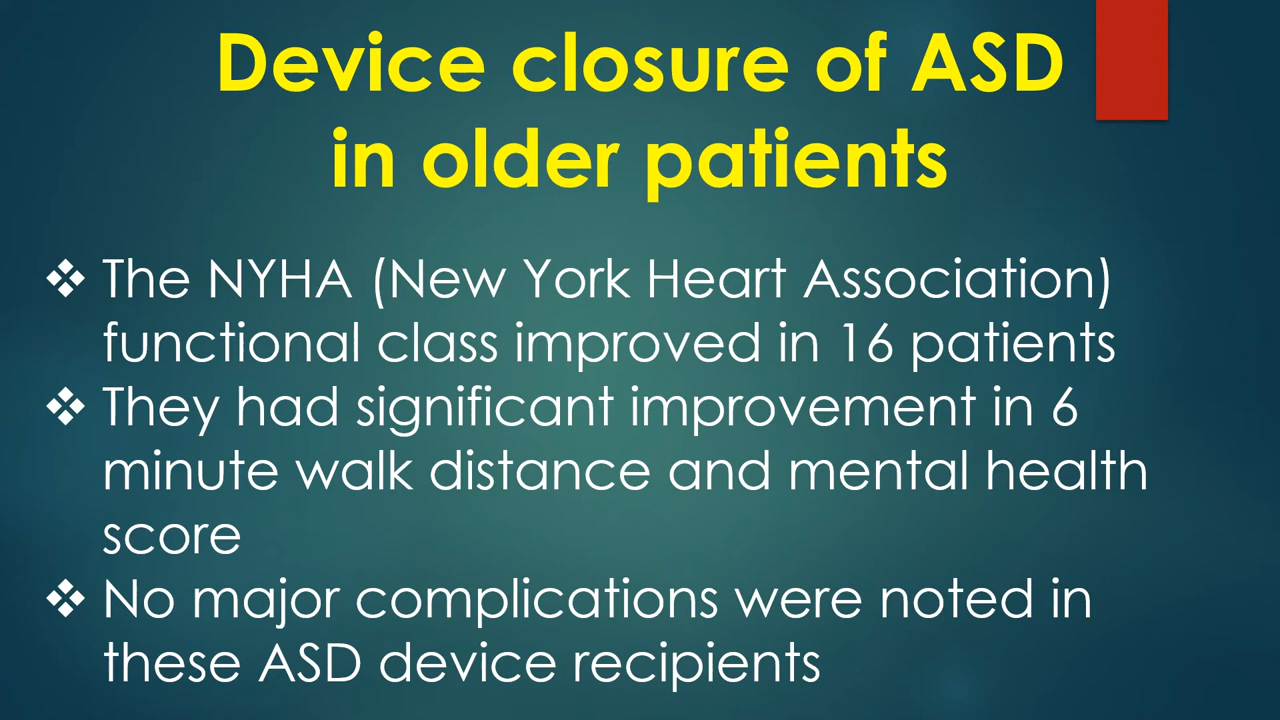 Device closure of ASD
in older patients
❖ The NYHA (New York Heart Association)
functional class improved in 16 patients
❖ They had significant improvement in 6
minute walk distance and mental health
score
❖ No major complications were noted in
these ASD device recipients